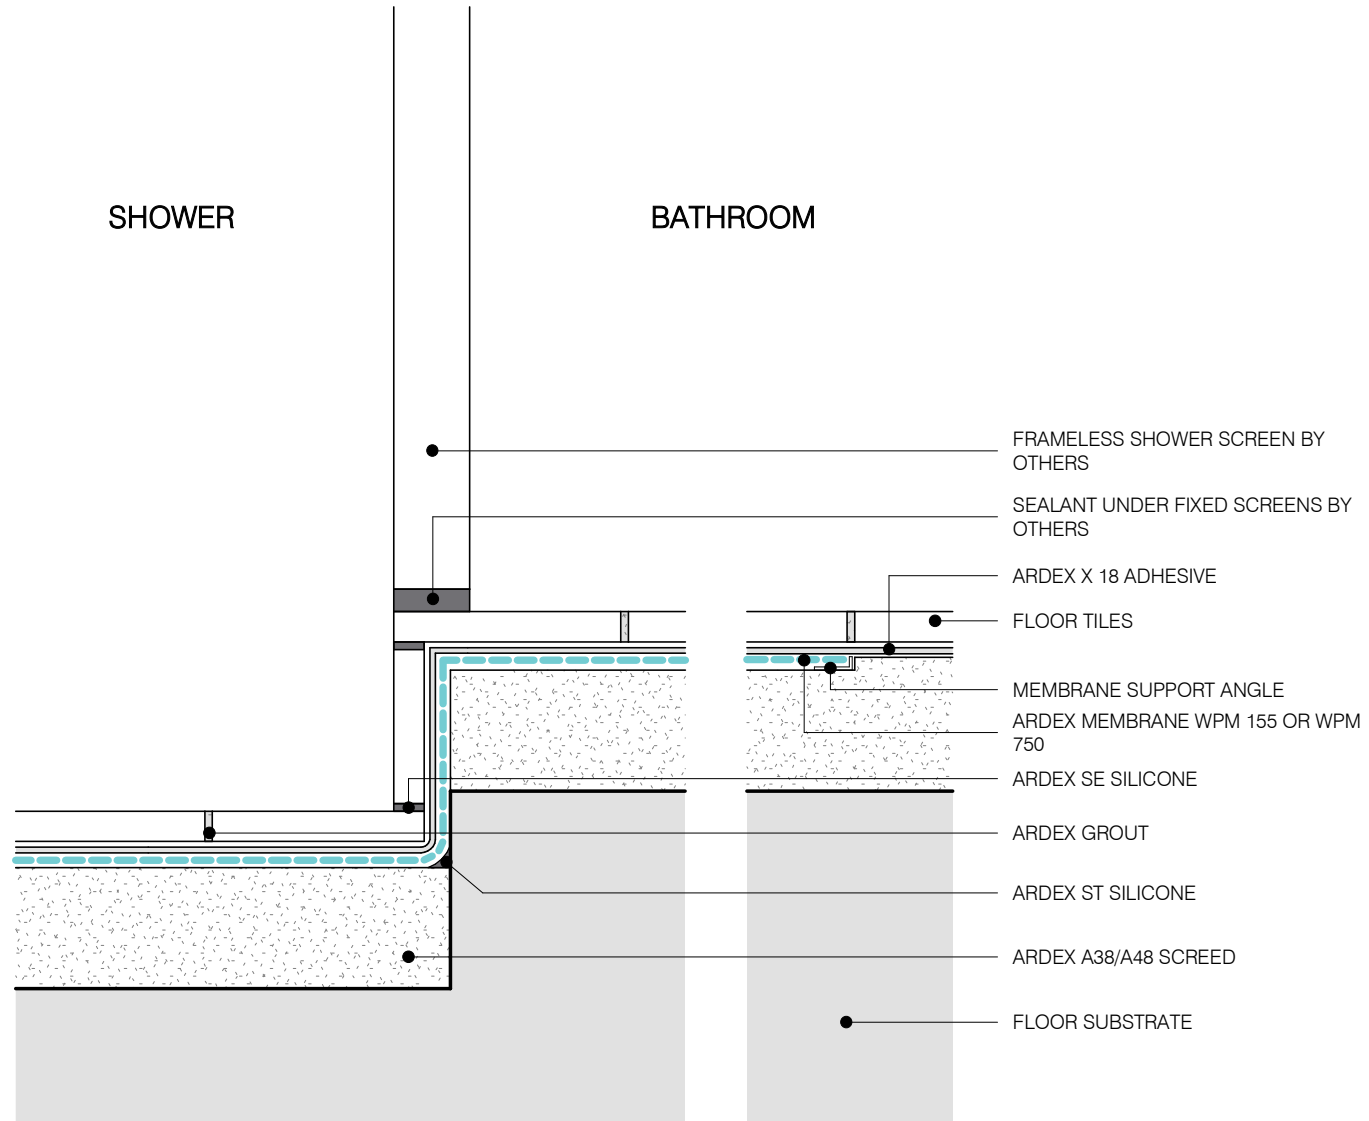 SHOWER
BATHROOM
FRAMELESS SHOWER SCREEN BY
OTHERS
SEALANT UNDER FIXED SCREENS BY
OTHERS
ARDEX X 18 ADHESIVE
FLOOR TILES
MEMBRANE SUPPORT ANGLE
ARDEX MEMBRANE WPM 155 OR WPM
750
ARDEX SE SILICONE
ARDEX GROUT
ARDEX ST SILICONE
ARDEX A38/A48 SCREED
FLOOR SUBSTRATE